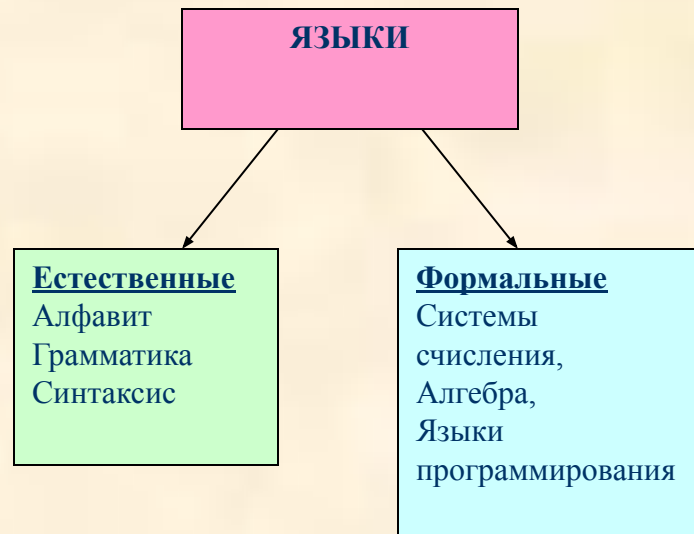 ЯЗЫКИ
Естественные
Алфавит
Грамматика
Синтаксис
Формальные
Системы
счисления,
Алгебра,
Языки
программирования